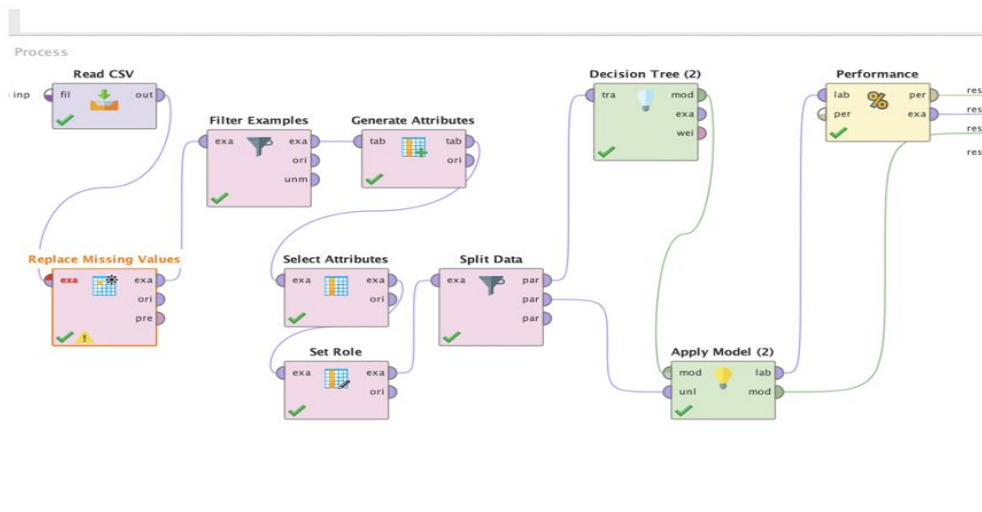 Process
Read CSV
inp
fil
out
Filter Examples
exa
exa
ori
unm
Generate Attributes
tab
tab
ori
Decision Tree (2)
tra
mod
exa
wei
Performance
lab
per
per
exa
res
res
res
res
Replace Missing Values
exa
exa
ori
pre
Select Attributes
exa
exa
ori
Split Data
exa
par
par
par
Set Role
exa
exa
ori
Apply Model (2)
mod
lab
unl
mod